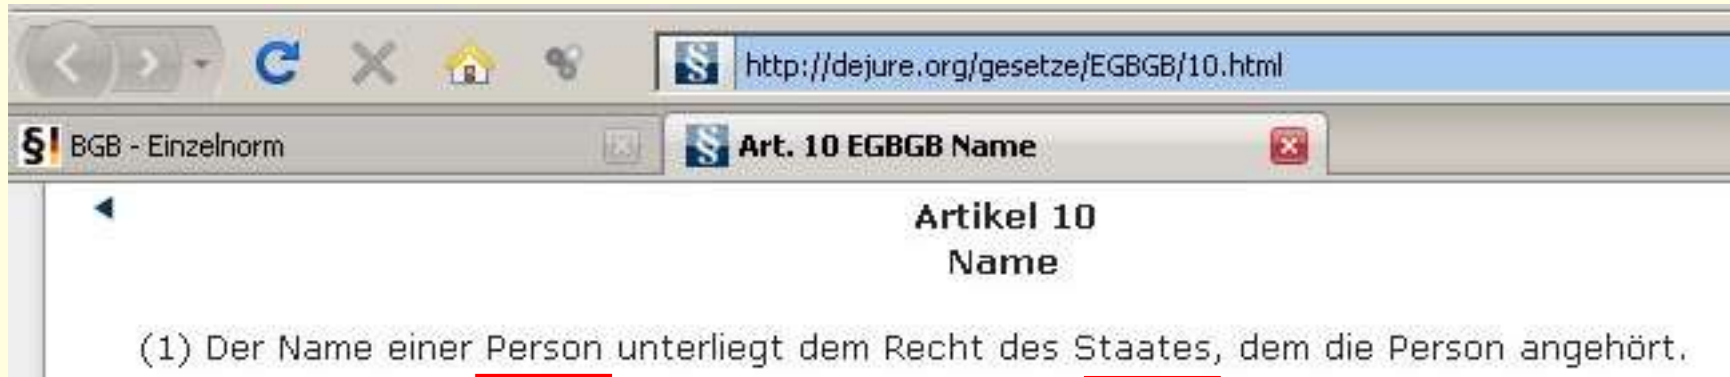 http://dejure.org/gesetze/EGBGB/10.html
§ BGB - Einzelnorm
§ Art. 10 EGBGB Name
Artikel 10
Name
(1) Der Name einer Person unterliegt dem Recht des Staates, dem die Person angehört.